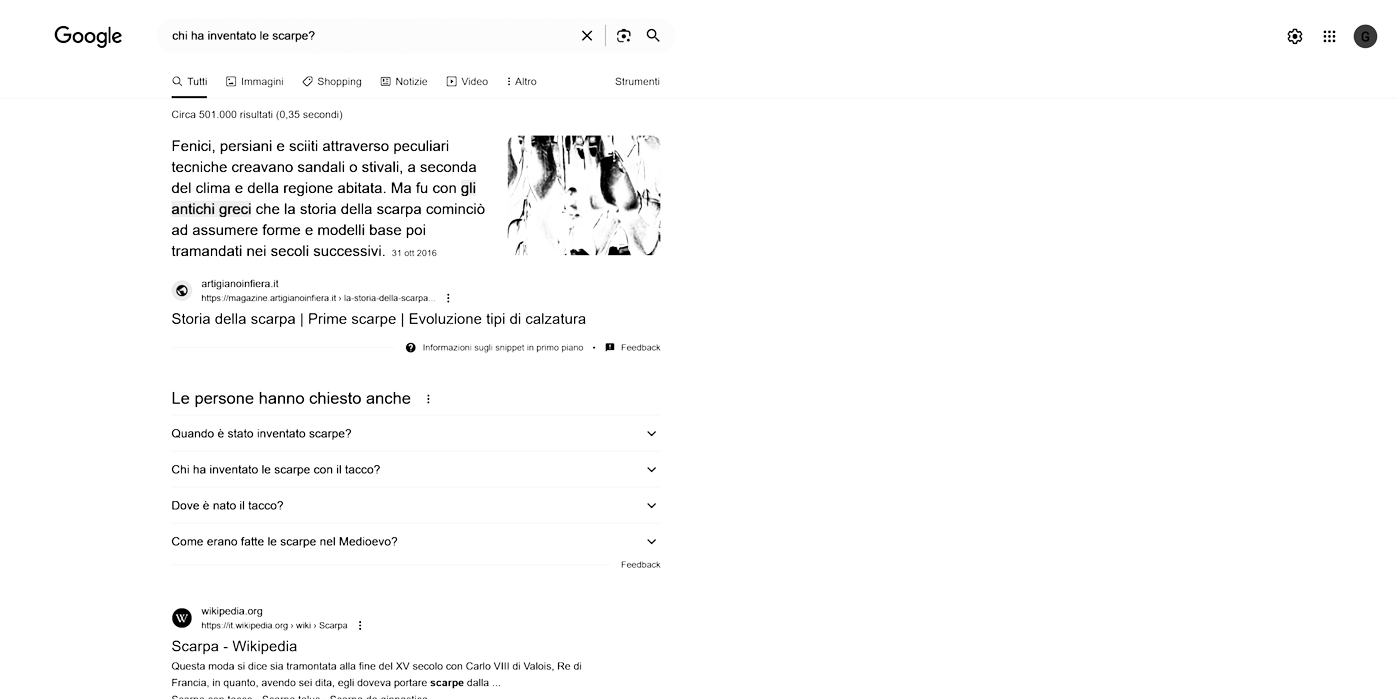 Google
chi ha inventato le scarpe?
G
Tutti Immagini Shopping Notizie Video Altro Strumenti
Circa 501.000 risultati (0,35 secondi)
Fenici, persiani e sciiti attraverso peculiari
tecniche creavano sandali o stivali, a seconda
del clima e della regione abitata. Ma fu con gli
antichi greci che la storia della scarpa cominciò
ad assumere forme e modelli base poi
tramandati nei secoli successivi. 31 ott 2016
artigianoinfiera.it
https://magazine.artigianoinfiera.it › la-storia-della-scarpa...
Storia della scarpa | Prime scarpe | Evoluzione tipi di calzatura
Informazioni sugli snippet in primo piano • Feedback
Le persone hanno chiesto anche
Quando è stato inventato scarpe?
Chi ha inventato le scarpe con il tacco?
Dove è nato il tacco?
Come erano fatte le scarpe nel Medioevo?
Feedback
W
wikipedia.org
https://it.wikipedia.org › wiki › Scarpa
Scarpa - Wikipedia
Questa moda si dice sia tramontata alla fine del XV secolo con Carlo VIII di Valois, Re di
Francia, in quanto, avendo sei dita, egli doveva portare scarpe dalla ...
Scarpa con tacco · Scarpa